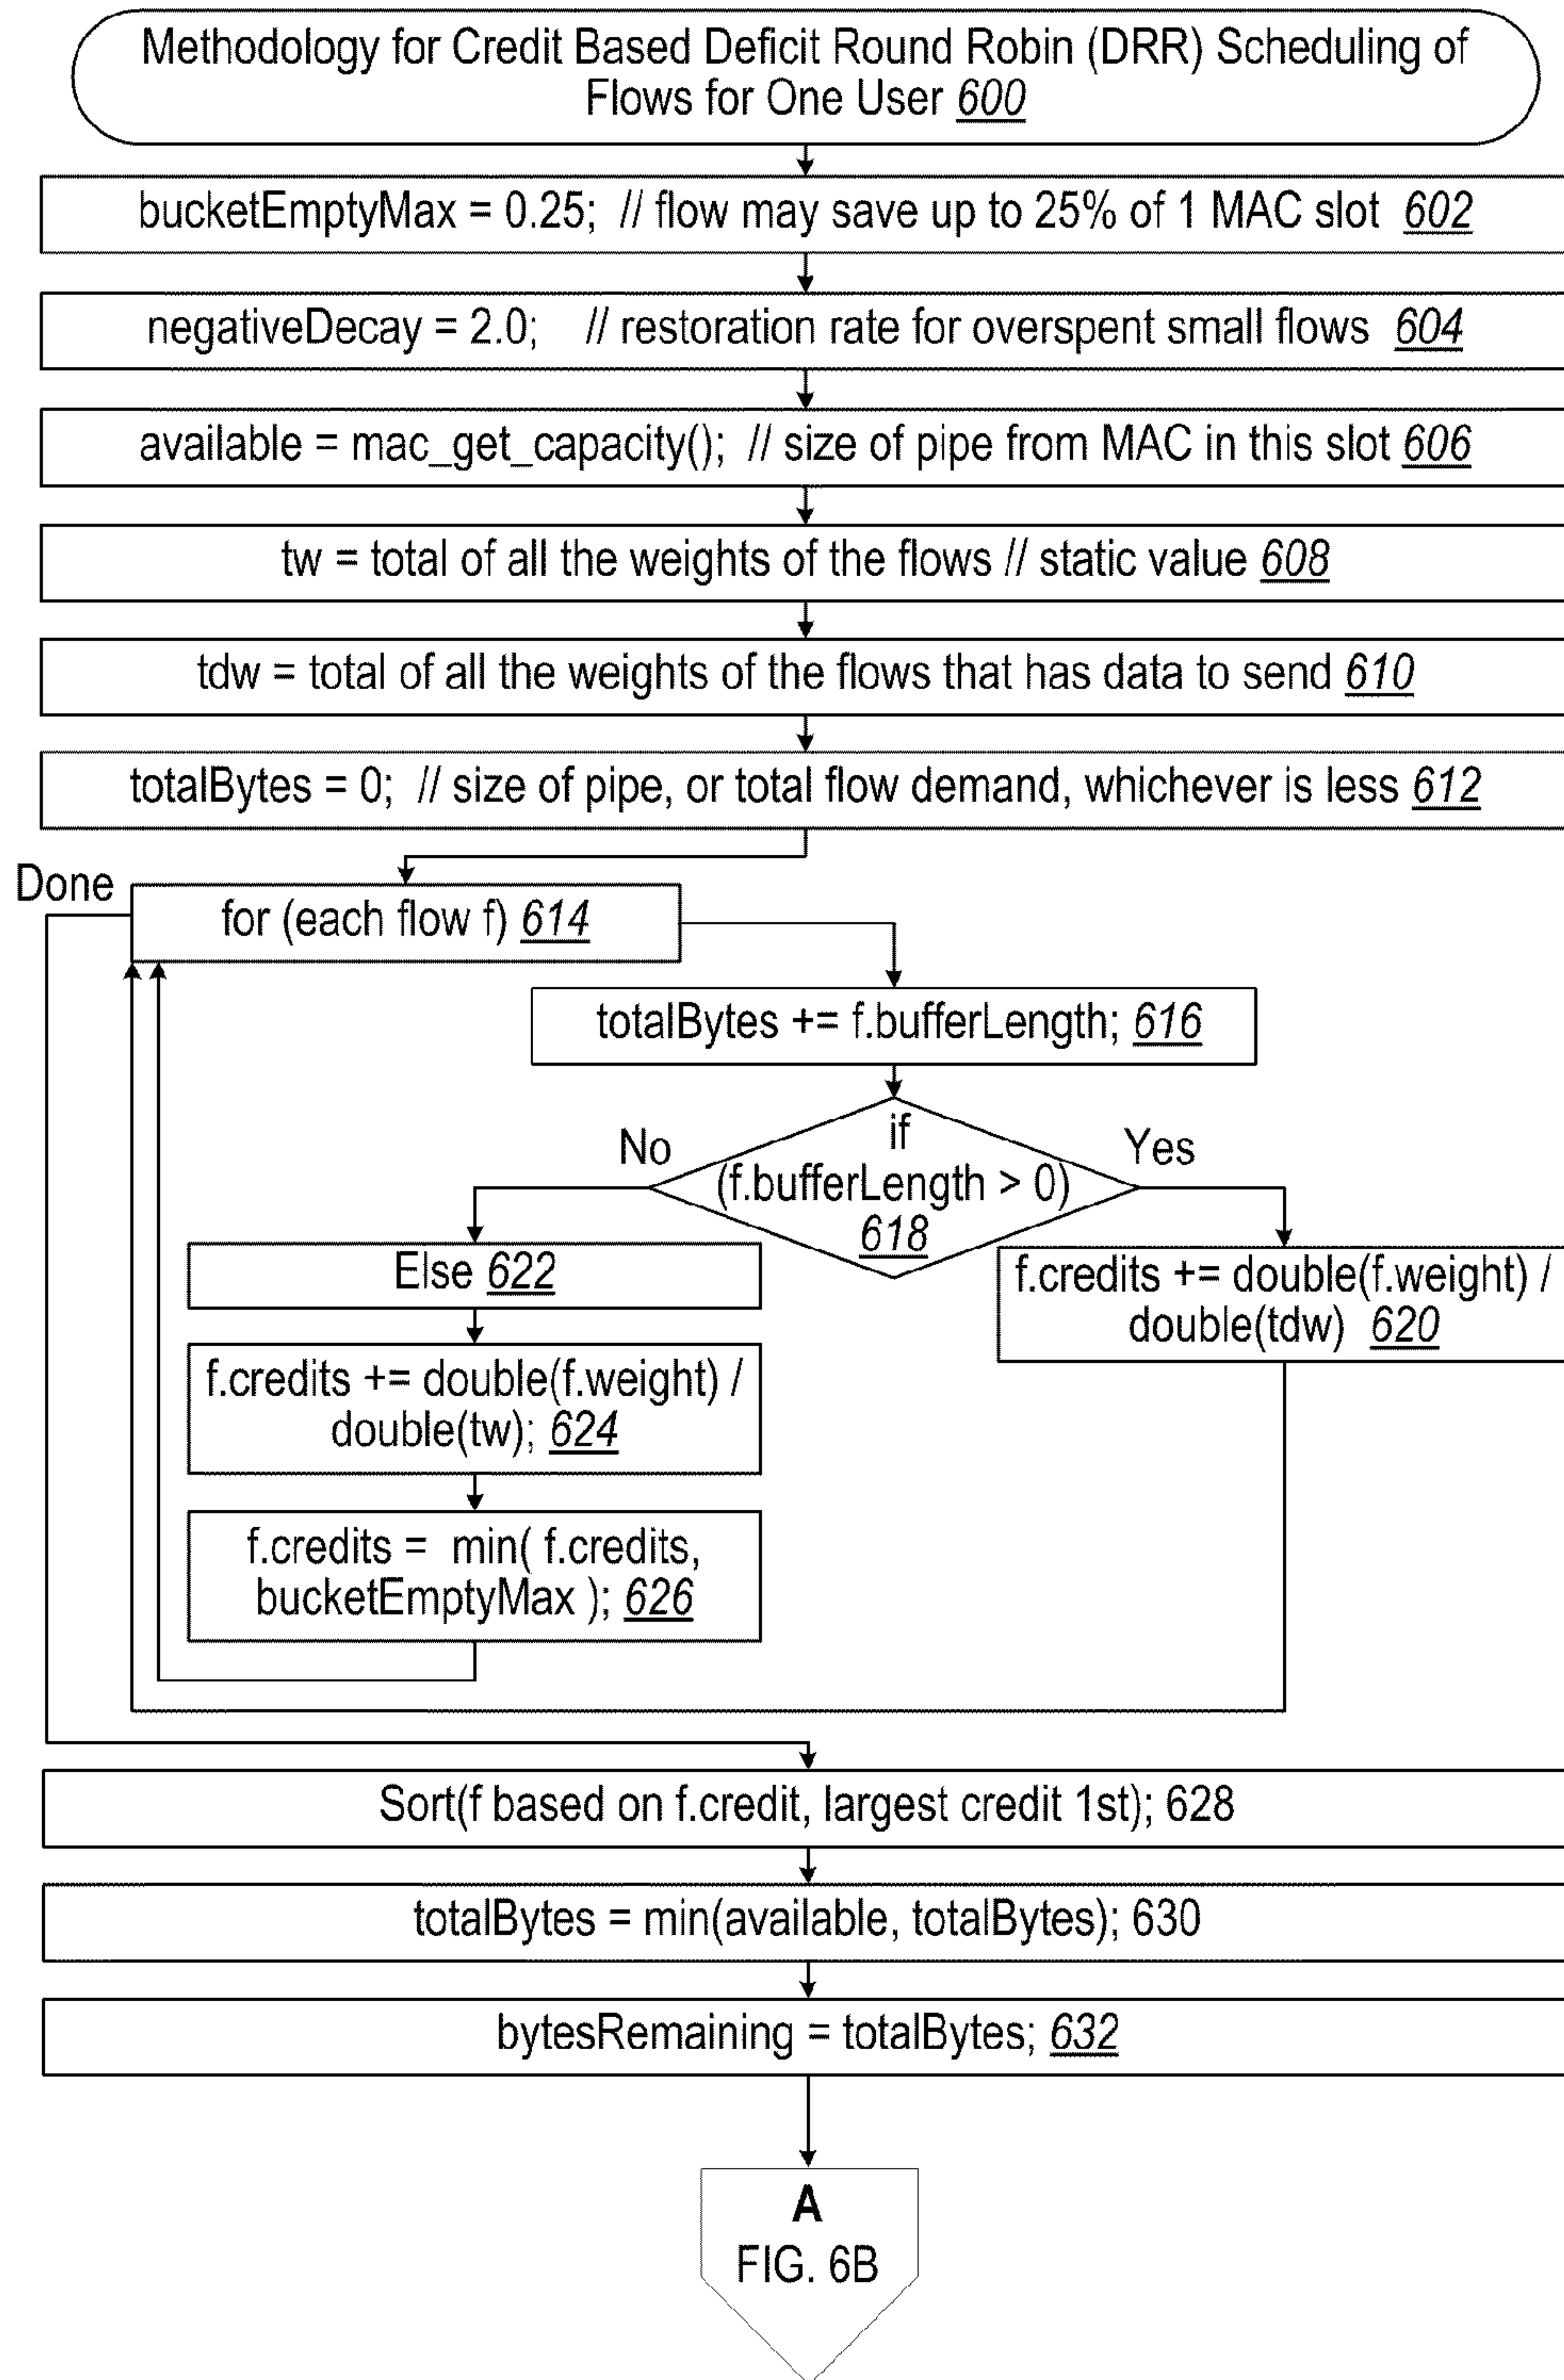 Methodology for Credit Based Deficit Round Robin (DRR) Scheduling of
Flows for One User 600
bucketEmptyMax = 0.25; // flow may save up to 25% of 1 MAC slot 602
negativeDecay = 2.0; // restoration rate for overspent small flows 604
available = mac_get_capacity(); // size of pipe from MAC in this slot 606
tw = total of all the weights of the flows // static value 608
tdw = total of all the weights of the flows that has data to send 610
totalBytes = 0; // size of pipe, or total flow demand, whichever is less 612
Done
for (each flow f) 614
totalBytes += f.bufferLength; 616
if
(f.bufferLength > 0)
618
No
Yes
Else 622
f.credits += double(f.weight) /
double(tdw) 620
f.credits += double(f.weight) /
double(tw); 624
f.credits = min( f.credits,
bucketEmptyMax ); 626
Sort(f based on f.credit, largest credit 1st); 628
totalBytes = min(available, totalBytes); 630
bytesRemaining = totalBytes; 632
A
FIG. 6B